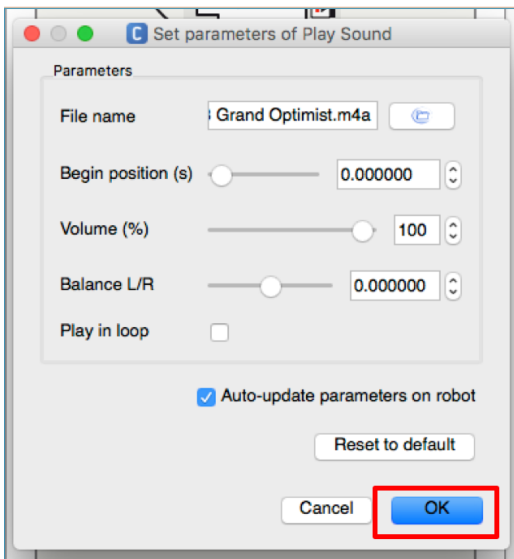 C Set parameters of Play Sound
Parameters
File name Grand Optimist.m4a
Begin position (s) 0.000000
Volume (%) 100
Balance L/R 0.000000
Play in loop
Auto-update parameters on robot
Reset to default
Cancel OK